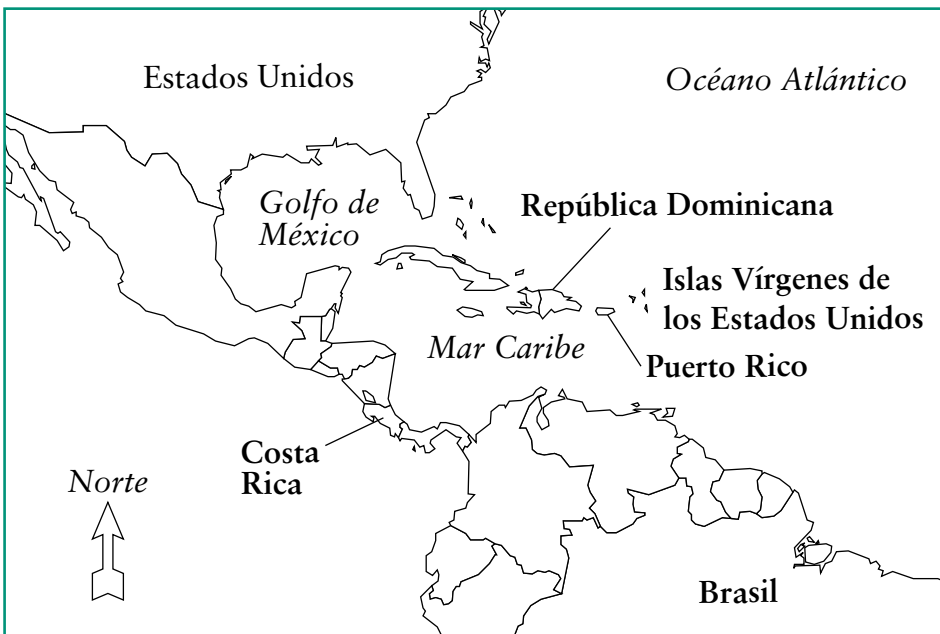 Estados Unidos
Océano Atlántico
Golfo de
México
República Dominicana
Islas Vírgenes de
los Estados Unidos
Mar Caribe
Puerto Rico
Costa
Rica
Norte
Brasil